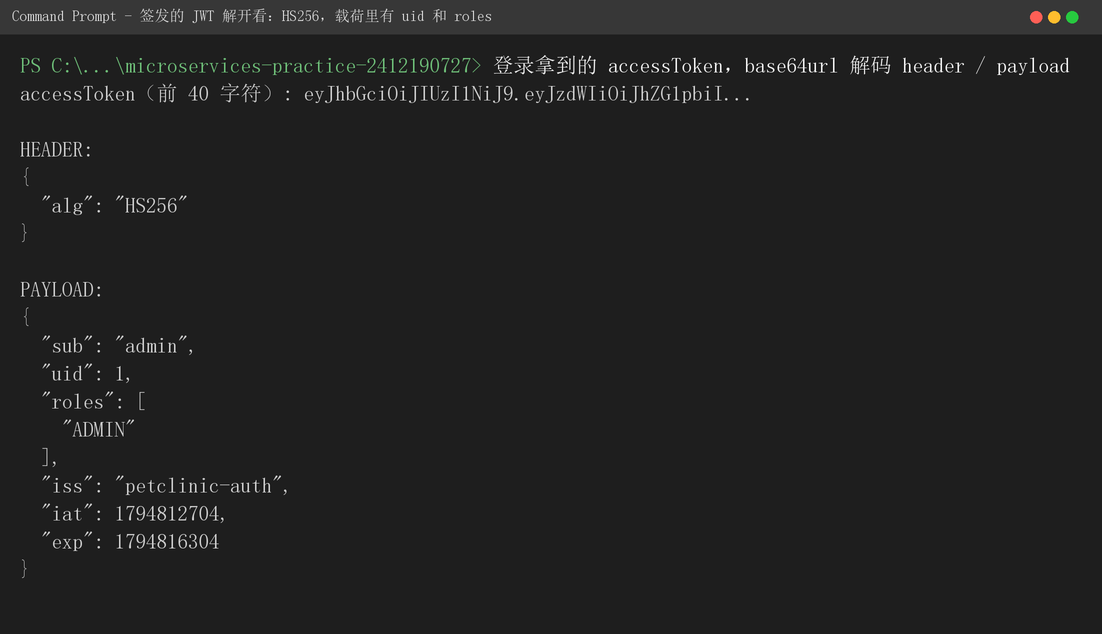 Command Prompt - 签发的 JWT 解开看：HS256，载荷里有 uid 和 roles
PS C:\...\microservices-practice-2412190727> 登录拿到的 accessToken，base64url 解码 header / payload
accessToken（前 40 字符）: eyJhbGciOiJIUzI1NiJ9.eyJzdWIiOiJhZG1pbiI...
HEADER:
{
  "alg": "HS256"
}
PAYLOAD:
{
  "sub": "admin",
  "uid": 1,
  "roles": [
    "ADMIN"
  ],
  "iss": "petclinic-auth",
  "iat": 1794812704,
  "exp": 1794816304
}